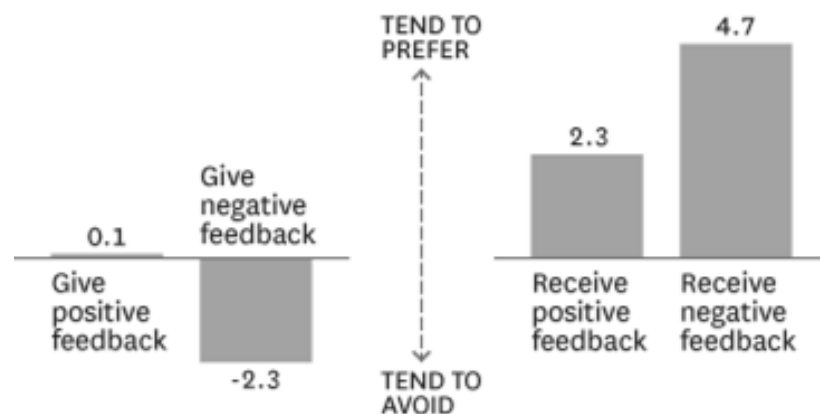 TEND TO
PREFER
4.7
2.3
Give
negative
feedback
0.1
Give
positive
feedback
Receive
positive
feedback
Receive
negative
feedback
-2.3
TEND TO
AVOID